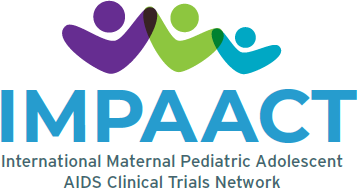 IMPAACT
International Maternal Pediatric Adolescent
AIDS Clinical Trials Network